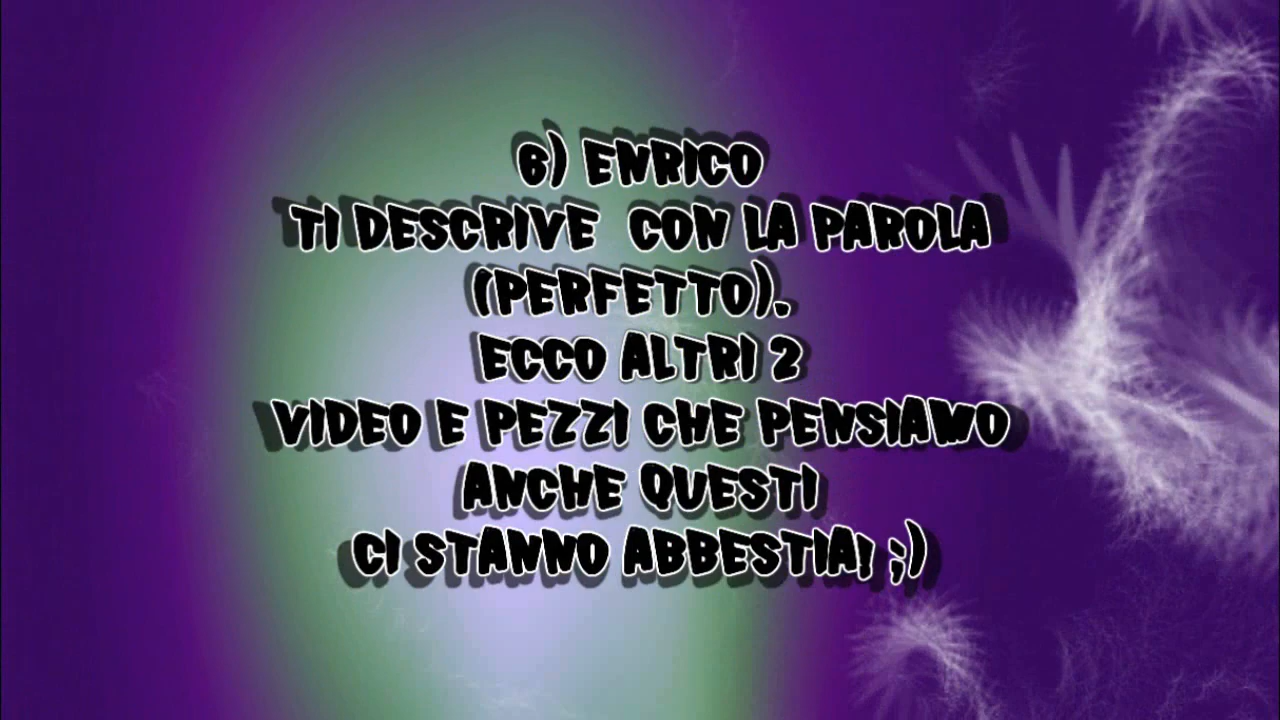 6) ENRICO
TI DESCRIVE CON LA PAROLA
(PERFETTO).
ECCO ALTRI 2
VIDEO E PEZZI CHE PENSIAMO
ANCHE QUESTI
CI STANNO ABBESTIA! ;)